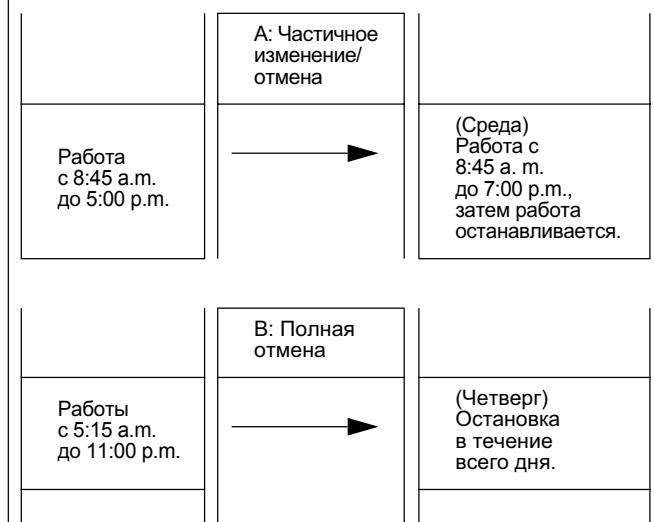 A: Частичное
изменение/
отмена
Работа
с 8:45 a.m.
до 5:00 p.m.
(Среда)
Работа с
8:45 a. m.
до 7:00 p.m.,
затем работа
останавливается.
B: Полная
отмена
Работы
с 5:15 a.m.
до 11:00 p.m.
(Четверг)
Остановка
в течение
всего дня.